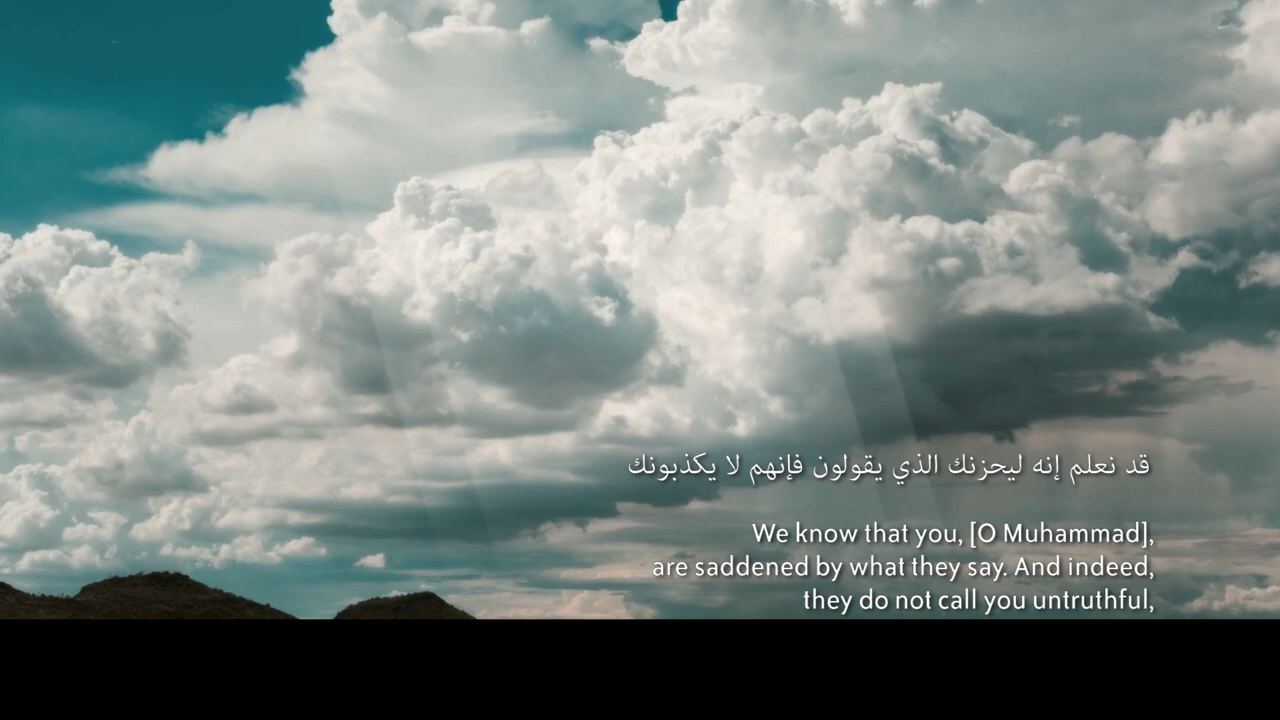 قد نعلم إنه ليحزنك الذي يقولون فإنهم لا يكذبونك
We know that you, [O Muhammad],
are saddened by what they say. And indeed,
they do not call you untruthful,